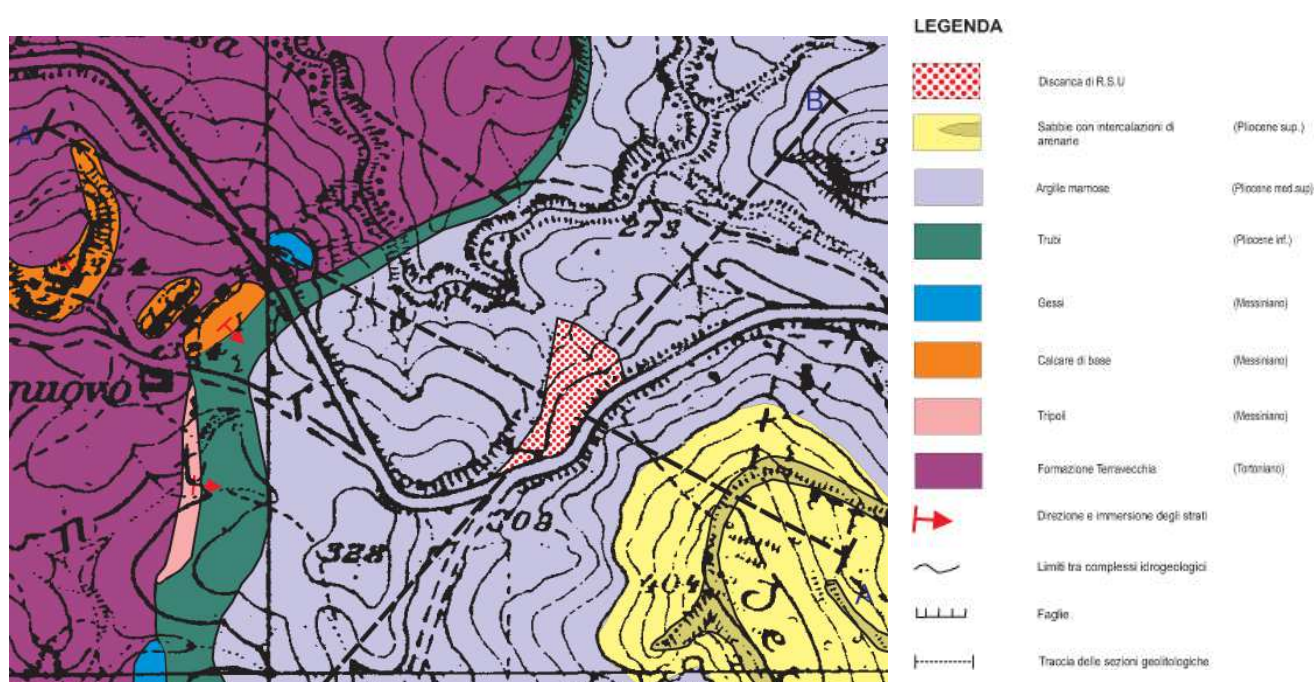 LEGENDA
Discarica di R.S.U
Sabbie con intercalazioni di (Pliocene sup.)
arenarie
Argille marnose (Pliocene med.sup)
Trubi (Pliocene inf.)
Gessi (Messiniano)
Calcare di base (Messiniano)
Tripoli (Messiniano)
Formazione Terravecchia (Tortoniano)
Direzione e immersione degli strati
Limiti tra complessi idrogeologici
Faglie
Traccia delle sezioni geolitologiche
B
A
273
354
nuovo
308
328
404
A